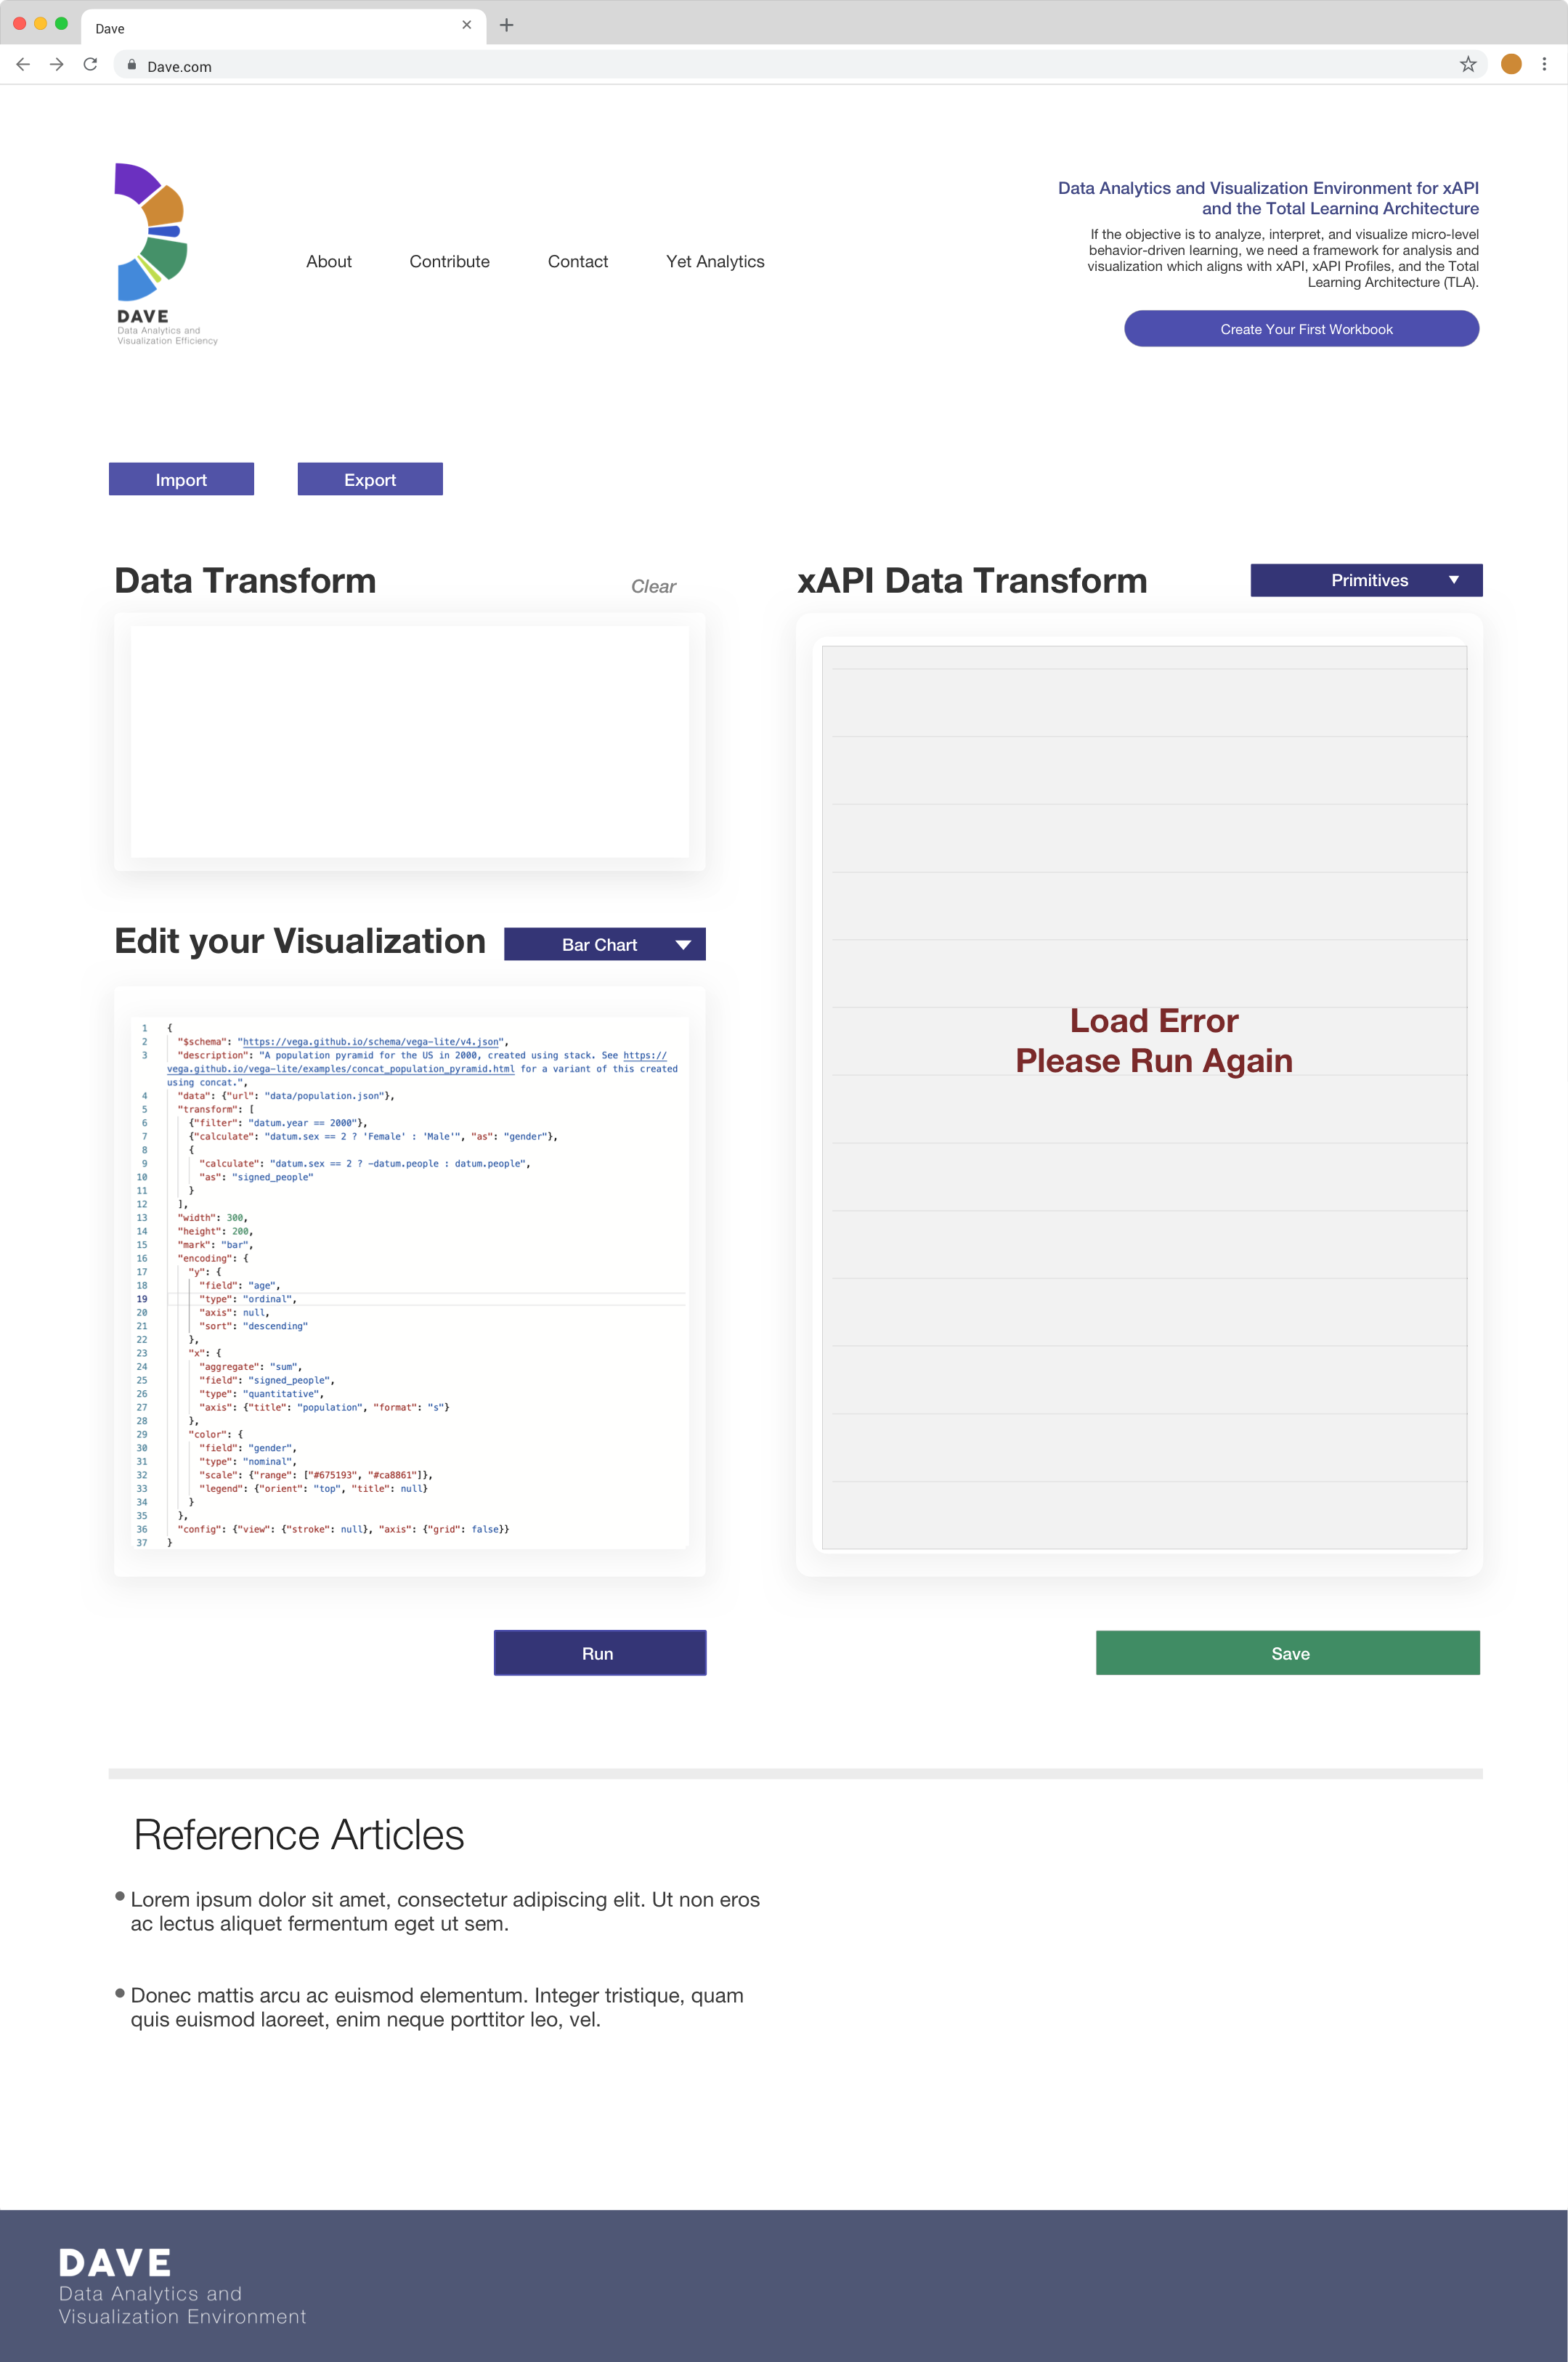 Dave
Dave.com
DAVE
Data Analytics and
Visualization Efficiency
About Contribute Contact Yet Analytics
Data Analytics and Visualization Environment for xAPI
and the Total Learning Architecture
If the objective is to analyze, interpret, and visualize micro-level
behavior-driven learning, we need a framework for analysis and
visualization which aligns with xAPI, xAPI Profiles, and the Total
Learning Architecture (TLA).
Create Your First Workbook
Import Export
Data Transform Clear
xAPI Data Transform Primitives
Edit your Visualization Bar Chart
1 {
2 "$schema": "https://vega.github.io/schema/vega-lite/v4.json",
3 "description": "A population pyramid for the US in 2000, created using stack. See https://
vega.github.io/vega-lite/examples/concat_population_pyramid.html for a variant of this created
using concat.",
4 "data": {"url": "data/population.json"},
5 "transform": [
6 {"filter": "datum.year == 2000"},
7 {"calculate": "datum.sex == 2 ? 'Female' : 'Male'", "as": "gender"},
8 {
9 "calculate": "datum.sex == 2 ? -datum.people : datum.people",
10 "as": "signed_people"
11 }
12 ],
13 "width": 300,
14 "height": 200,
15 "mark": "bar",
16 "encoding": {
17 "y": {
18 "field": "age",
19 "type": "ordinal",
20 "axis": null,
21 "sort": "descending"
22 },
23 "x": {
24 "aggregate": "sum",
25 "field": "signed_people",
26 "type": "quantitative",
27 "axis": {"title": "population", "format": "s"}
28 },
29 "color": {
30 "field": "gender",
31 "type": "nominal",
32 "scale": {"range": ["#675193", "#ca8861"]},
33 "legend": {"orient": "top", "title": null}
34 }
35 },
36 "config": {"view": {"stroke": null}, "axis": {"grid": false}}
37 }
Load Error
Please Run Again
Run
Save
Reference Articles
Lorem ipsum dolor sit amet, consectetur adipiscing elit. Ut non eros
ac lectus aliquet fermentum eget ut sem.
Donec mattis arcu ac euismod elementum. Integer tristique, quam
quis euismod laoreet, enim neque porttitor leo, vel.
DAVE
Data Analytics and
Visualization Environment